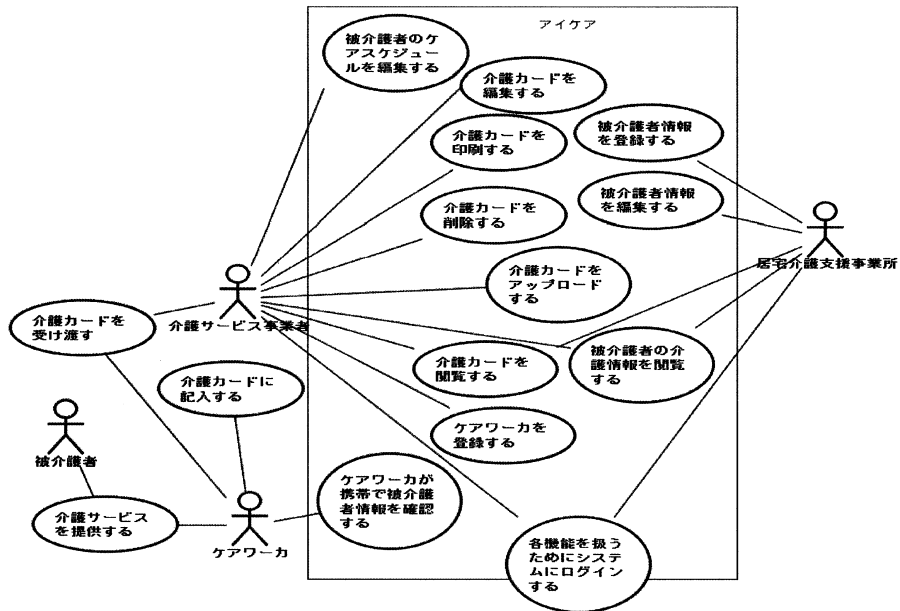 アイケア
被介護者のケ
アスケジュー
ルを編集する
介護カードを
編集する
介護カードを
印刷する
被介護者情報
を登録する
被介護者情報
を編集する
介護カードを
削除する
居宅介護支援事業所
介護カードを
アップロード
する
介護サービス事業者
介護カードを
受け渡す
介護カードを
閲覧する
被介護者の介
護情報を閲覧
する
介護カードに
記入する
ケアワーカを
登録する
被介護者
ケアワーカが
携帯で被介護
者情報を確認
する
介護サービス
を提供する
ケアワーカ
各機能を扱う
ためにシステ
ムにログイン
する